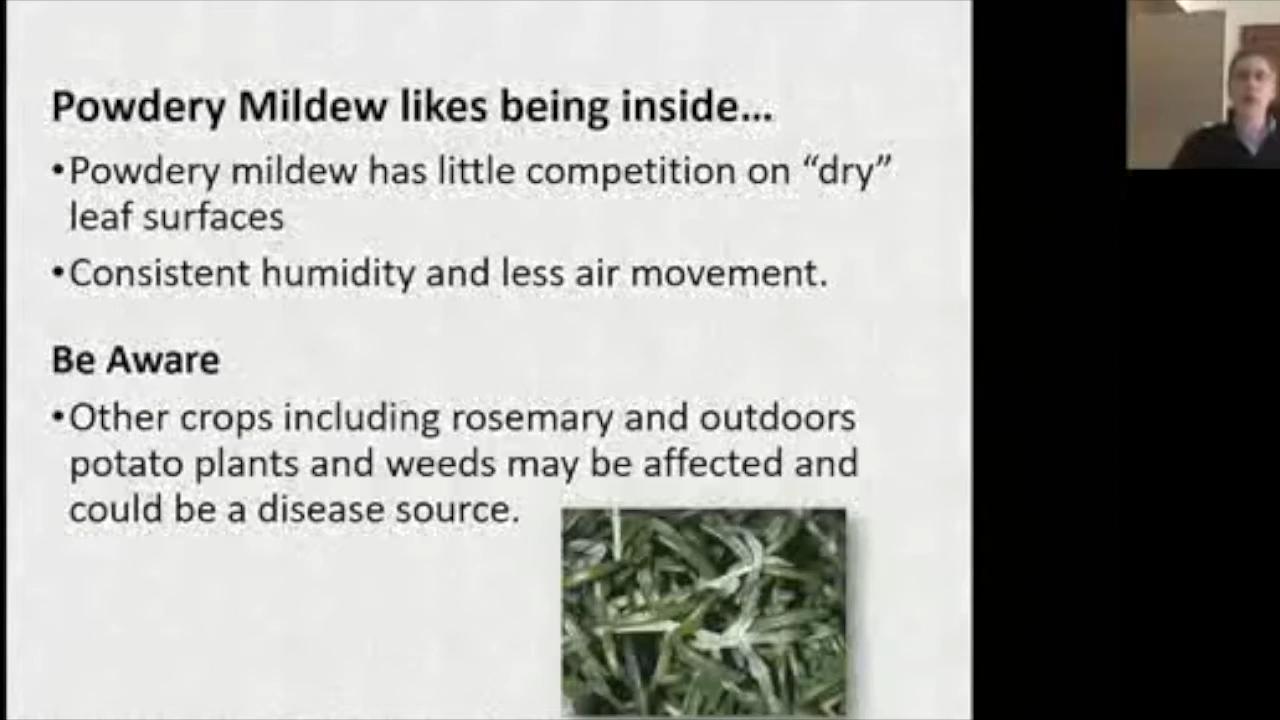 Powdery Mildew likes being inside...
•Powdery mildew has little competition on “dry”
leaf surfaces
•Consistent humidity and less air movement.
Be Aware
•Other crops including rosemary and outdoors
potato plants and weeds may be affected and
could be a disease source.